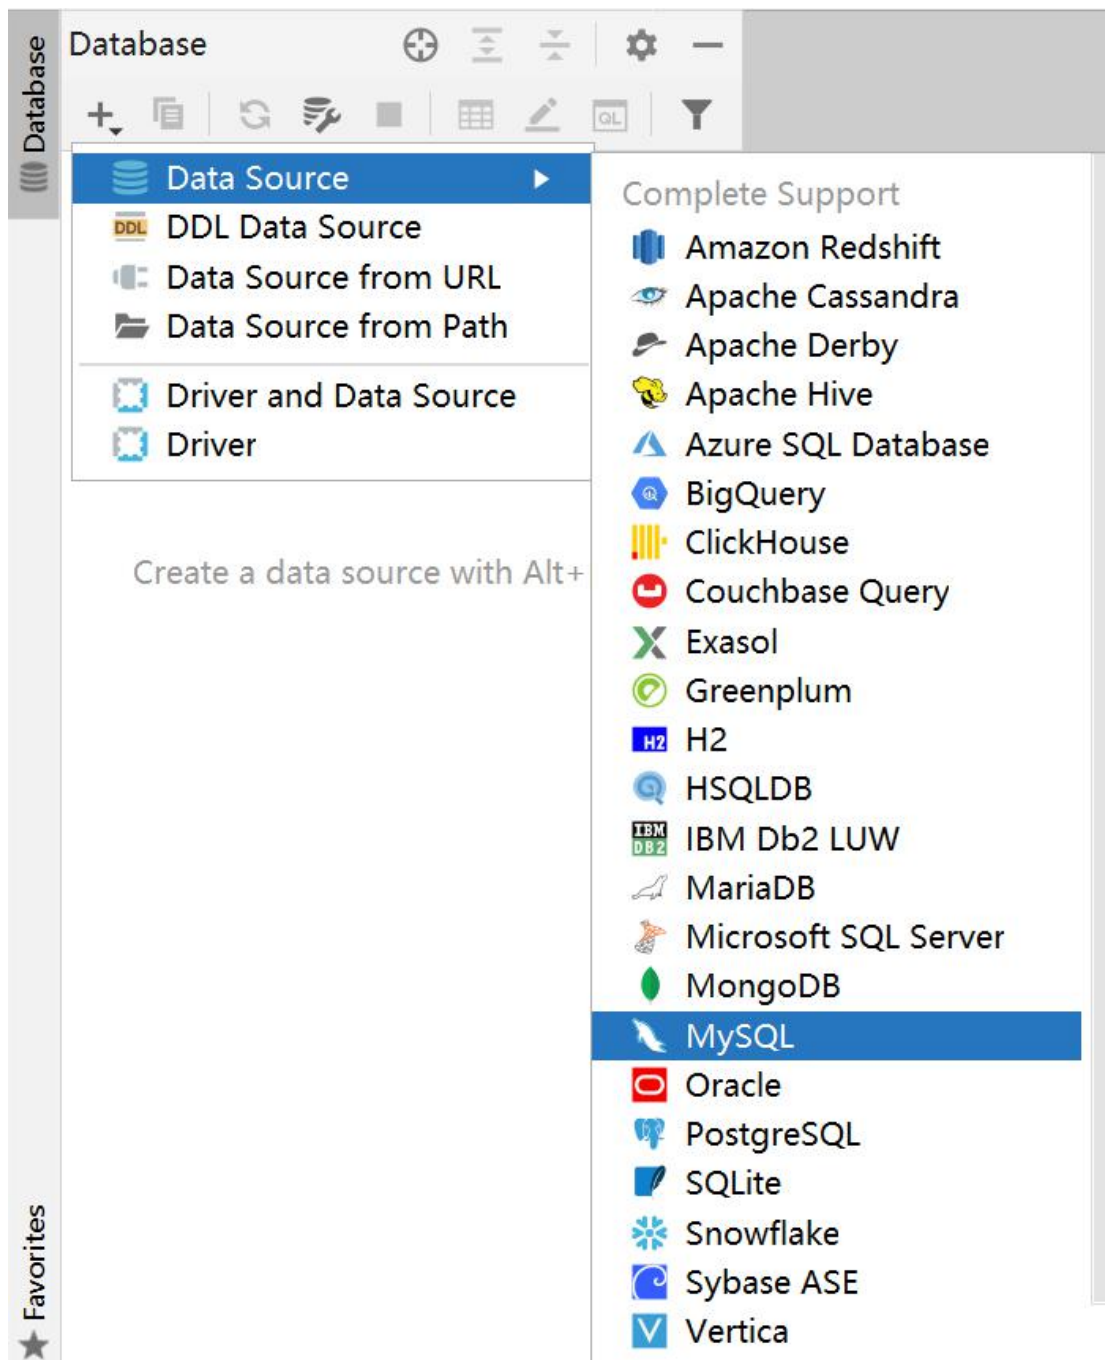 Database
Database
QL
Data Source
DDL
DDL Data Source
Data Source from URL
Data Source from Path
Driver and Data Source
Driver
Create a data source with Alt+
Complete Support
Amazon Redshift
Apache Cassandra
Apache Derby
Apache Hive
Azure SQL Database
BigQuery
ClickHouse
Couchbase Query
Exasol
Greenplum
H2
H2
HSQLDB
IBM
DB2
IBM Db2 LUW
MariaDB
Microsoft SQL Server
MongoDB
MySQL
Oracle
PostgreSQL
SQLite
Snowflake
Sybase ASE
Vertica
Favorites